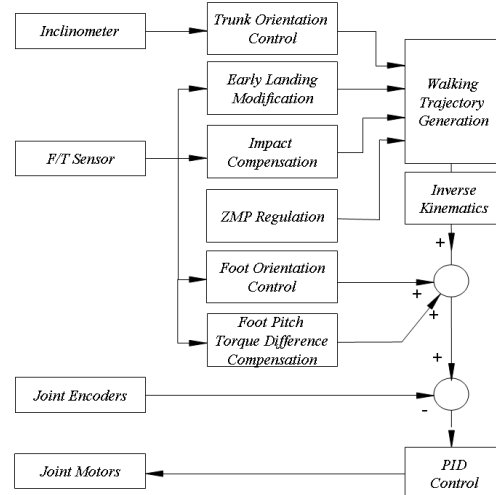 Inclinometer
Trunk Orientation
Control
Early Landing
Modification
Walking
Trajectory
Generation
F/T Sensor
Impact
Compensation
ZMP Regulation
Inverse
Kinematics
+
Foot Orientation
Control
+
+
Foot Pitch
Torque Difference
Compensation
+
Joint Encoders
-
Joint Motors
PID
Control